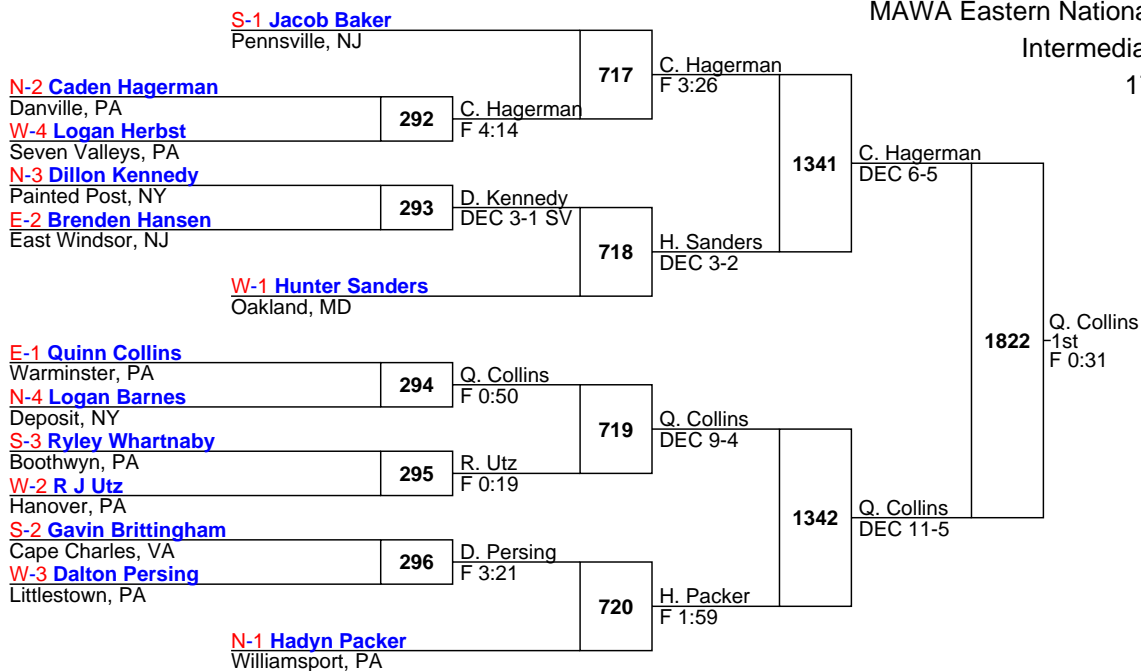 MAWA Eastern Nationa
Intermedia
S-1 Jacob Baker
Pennsville, NJ
717
C. Hagerman
F 3:26
N-2 Caden Hagerman
Danville, PA
292
C. Hagerman
F 4:14
W-4 Logan Herbst
Seven Valleys, PA
1341
C. Hagerman
DEC 6-5
N-3 Dillon Kennedy
Painted Post, NY
293
D. Kennedy
DEC 3-1 SV
E-2 Brenden Hansen
East Windsor, NJ
718
H. Sanders
DEC 3-2
W-1 Hunter Sanders
Oakland, MD
1822
Q. Collins
1st
F 0:31
E-1 Quinn Collins
Warminster, PA
294
Q. Collins
F 0:50
N-4 Logan Barnes
Deposit, NY
719
Q. Collins
DEC 9-4
S-3 Ryley Whartnaby
Boothwyn, PA
295
R. Utz
F 0:19
W-2 R J Utz
Hanover, PA
1342
Q. Collins
DEC 11-5
S-2 Gavin Brittingham
Cape Charles, VA
296
D. Persing
F 3:21
W-3 Dalton Persing
Littlestown, PA
720
H. Packer
F 1:59
N-1 Hadyn Packer
Williamsport, PA